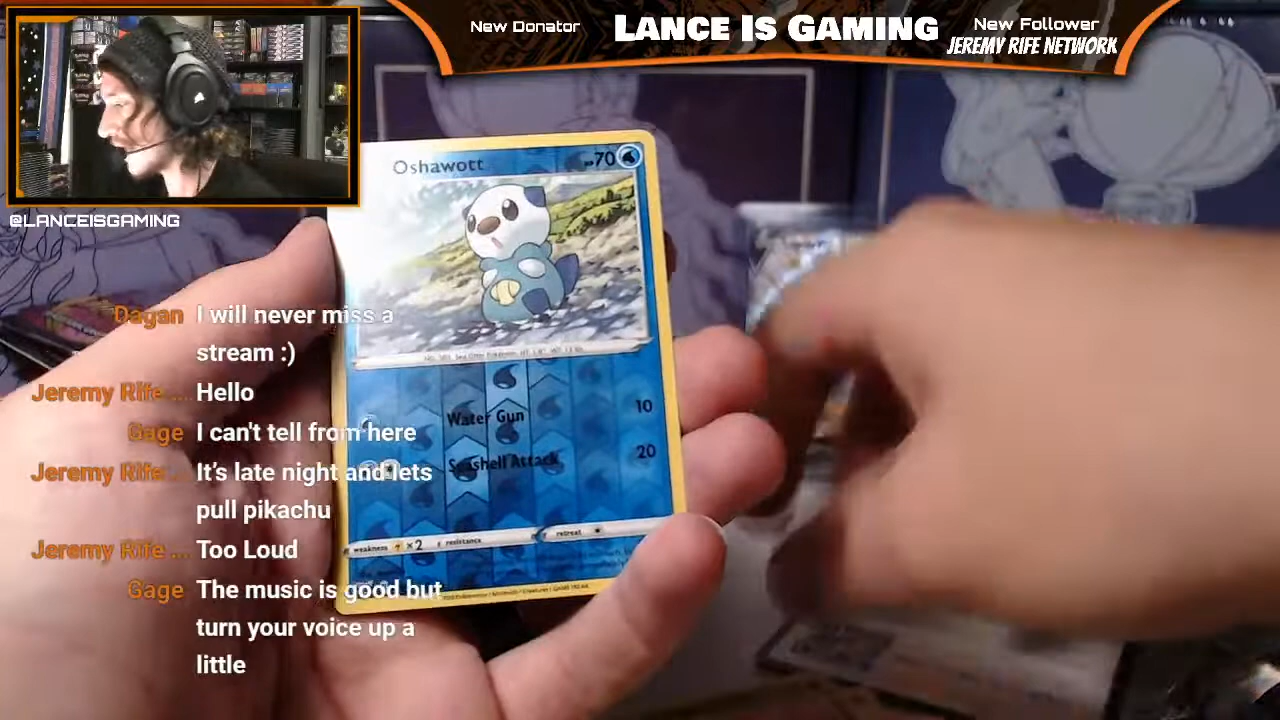 New Donator
LANCE IS GAMING
New Follower
JEREMY RIFE NETWORK
@LANCEISGAMING
Oshawott
HP 70
Water Gun 10
Seashell Attack 20
weakness ×2 resistance retreat
Dagan I will never miss a
stream :)
Jeremy Rife ... Hello
Gage I can't tell from here
Jeremy Rife ... It's late night and lets
pull pikachu
Jeremy Rife ... Too Loud
Gage The music is good but
turn your voice up a
little